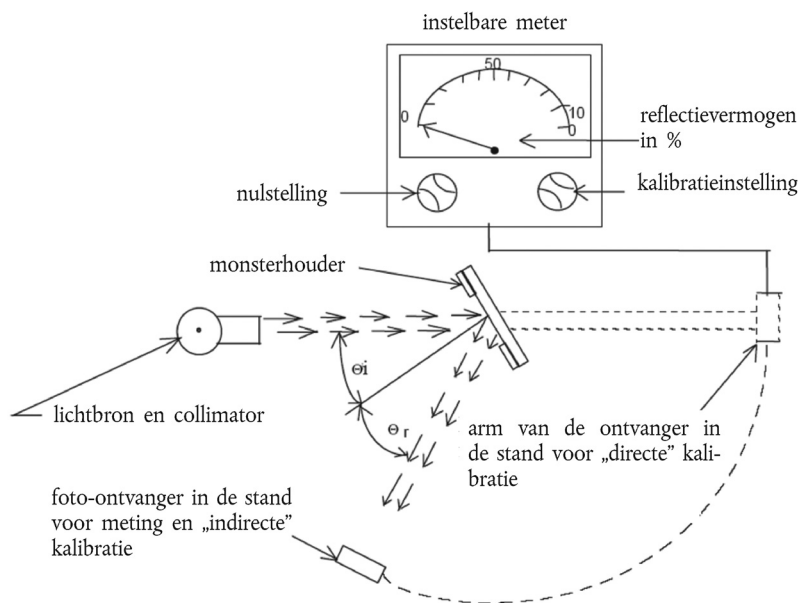 instelbare meter
50
0
10
0
reflectievermogen
in %
nulstelling
kalibratieinstelling
monsterhouder
Θi
Θr
lichtbron en collimator
arm van de ontvanger in
de stand voor „directe” kali-
bratie
foto-ontvanger in de stand
voor meting en „indirecte”
kalibratie